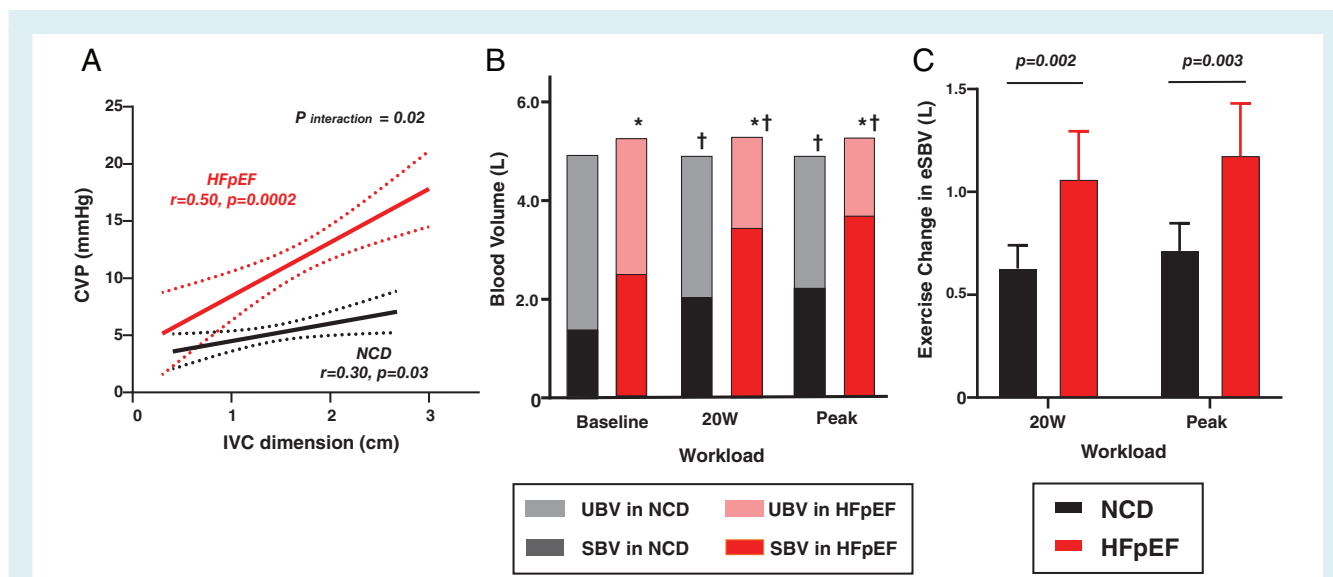 A
25
20
15
10
5
0
CVP (mmHg)
P interaction = 0.02
HFpEF
r=0.50, p=0.0002
NCD
r=0.30, p=0.03
0
1
2
3
IVC dimension (cm)
B
6.0
4.0
2.0
0
Blood Volume (L)
*
†
*†
†
*†
Baseline
20W
Peak
Workload
UBV in NCD
UBV in HFpEF
SBV in NCD
SBV in HFpEF
C
p=0.002
p=0.003
1.5
1.0
0.5
0
Exercise Change in eSBV (L)
20W
Peak
Workload
NCD
HFpEF